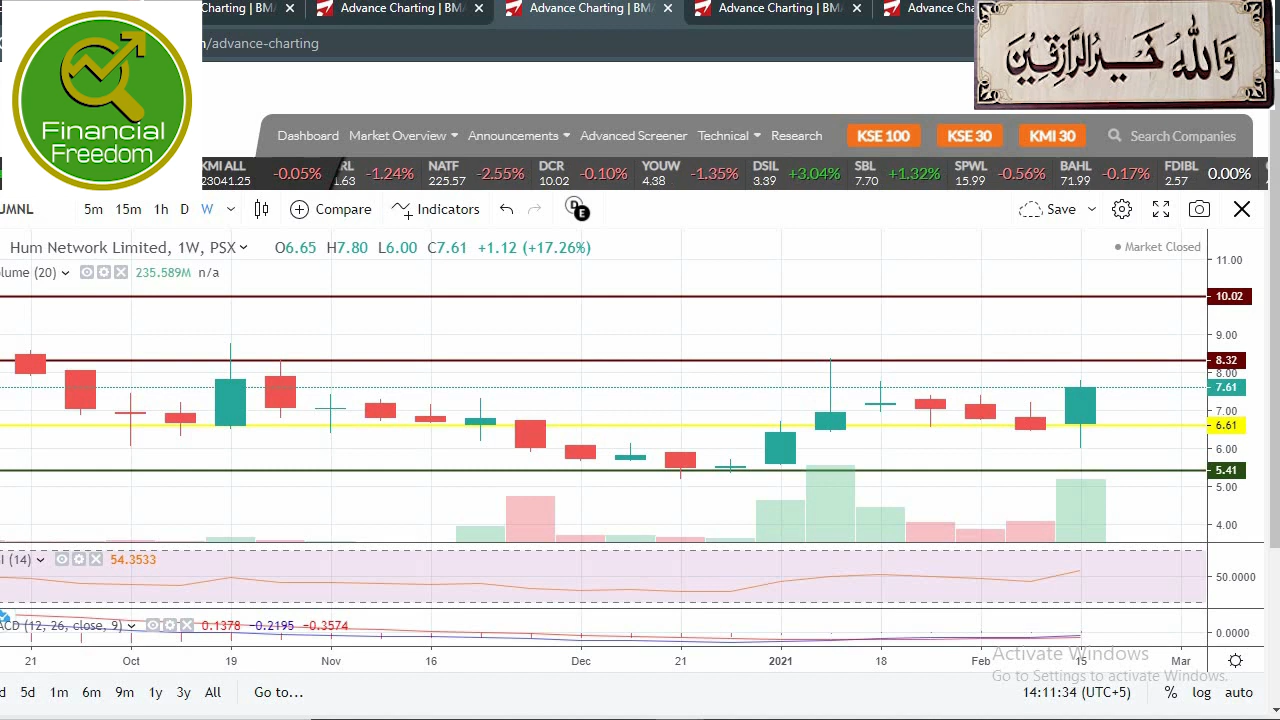 Advance Charting | BMA
Advance Charting | BMA
Advance Charting | BMA
Advance Charting | BMA
Advance Cha
/advance-charting
وَاللّٰهُ خَيْرُ الرَّازِقِيْنَ
Financial
Freedom
Dashboard Market Overview Announcements Advanced Screener Technical Research KSE 100 KSE 30 KMI 30 Search Companies
KMI ALL -0.05% RL -1.24% NATF -2.55% DCR -0.10% YOUW -1.35% DSIL +3.04% SBL +1.32% SPWL -0.56% BAHL -0.17% FDIBL 0.00%
23041.25 1.63 225.57 10.02 4.38 3.39 7.70 15.99 71.99 2.57
UMNL 5m 15m 1h D W Compare Indicators D E Save
Hum Network Limited, 1W, PSX O6.65 H7.80 L6.00 C7.61 +1.12 (+17.26%) Market Closed
lume (20) 235.589M n/a
11.00
10.02
9.00
8.32
8.00
7.61
7.00
6.61
6.00
5.41
5.00
4.00
I (14) 54.3533
50.0000
ACD (12, 26, close, 9) 0.1378 -0.2195 -0.3574
0.0000
21 Oct 19 Nov 16 Dec 21 2021 18 Feb 15 Mar
Activate Windows
Go to Settings to activate Windows.
d 5d 1m 6m 9m 1y 3y All Go to... 14:11:34 (UTC+5) % log auto